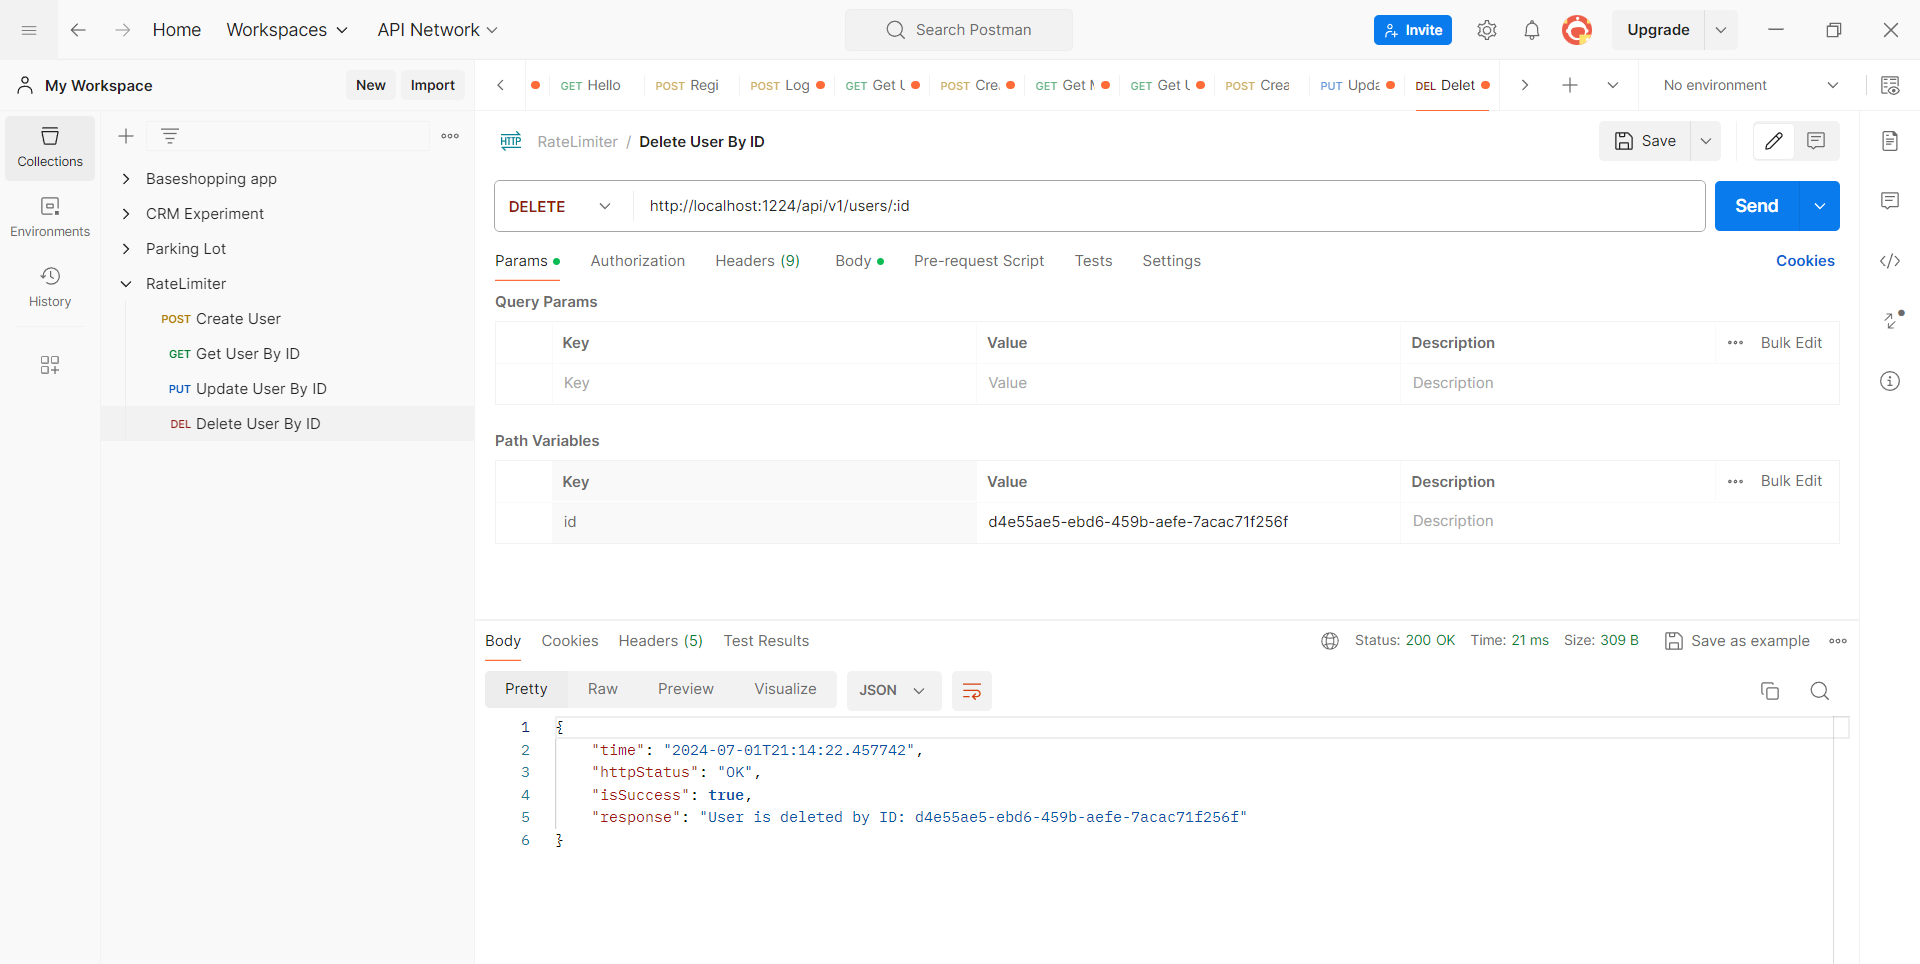 Home Workspaces API Network Search Postman Invite Upgrade
My Workspace New Import
GET Hello POST Regi POST Log GET Get U POST Cre GET Get M GET Get U POST Crea PUT Upda DEL Delet No environment
Collections
Environments
History
Baseshopping app
CRM Experiment
Parking Lot
RateLimiter
POST Create User
GET Get User By ID
PUT Update User By ID
DEL Delete User By ID
HTTP RateLimiter / Delete User By ID Save
DELETE http://localhost:1224/api/v1/users/:id Send
Params Authorization Headers (9) Body Pre-request Script Tests Settings Cookies
Query Params
Key Value Description Bulk Edit
Key Value Description
Path Variables
Key Value Description Bulk Edit
id d4e55ae5-ebd6-459b-aefe-7acac71f256f Description
Body Cookies Headers (5) Test Results Status: 200 OK Time: 21 ms Size: 309 B Save as example
Pretty Raw Preview Visualize JSON
1 {
2 "time": "2024-07-01T21:14:22.457742",
3 "httpStatus": "OK",
4 "isSuccess": true,
5 "response": "User is deleted by ID: d4e55ae5-ebd6-459b-aefe-7acac71f256f"
6 }